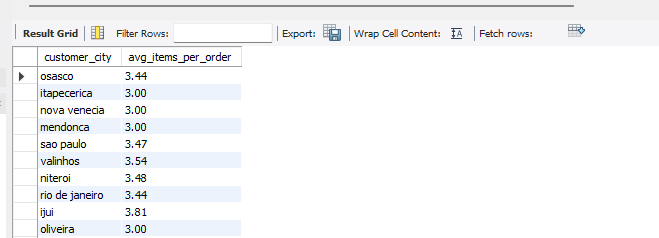 Result Grid Filter Rows: Export: Wrap Cell Content: Fetch rows:
customer_city avg_items_per_order
osasco 3.44
itapecerica 3.00
nova venecia 3.00
mendonca 3.00
sao paulo 3.47
valinhos 3.54
niteroi 3.48
rio de janeiro 3.44
ijui 3.81
oliveira 3.00